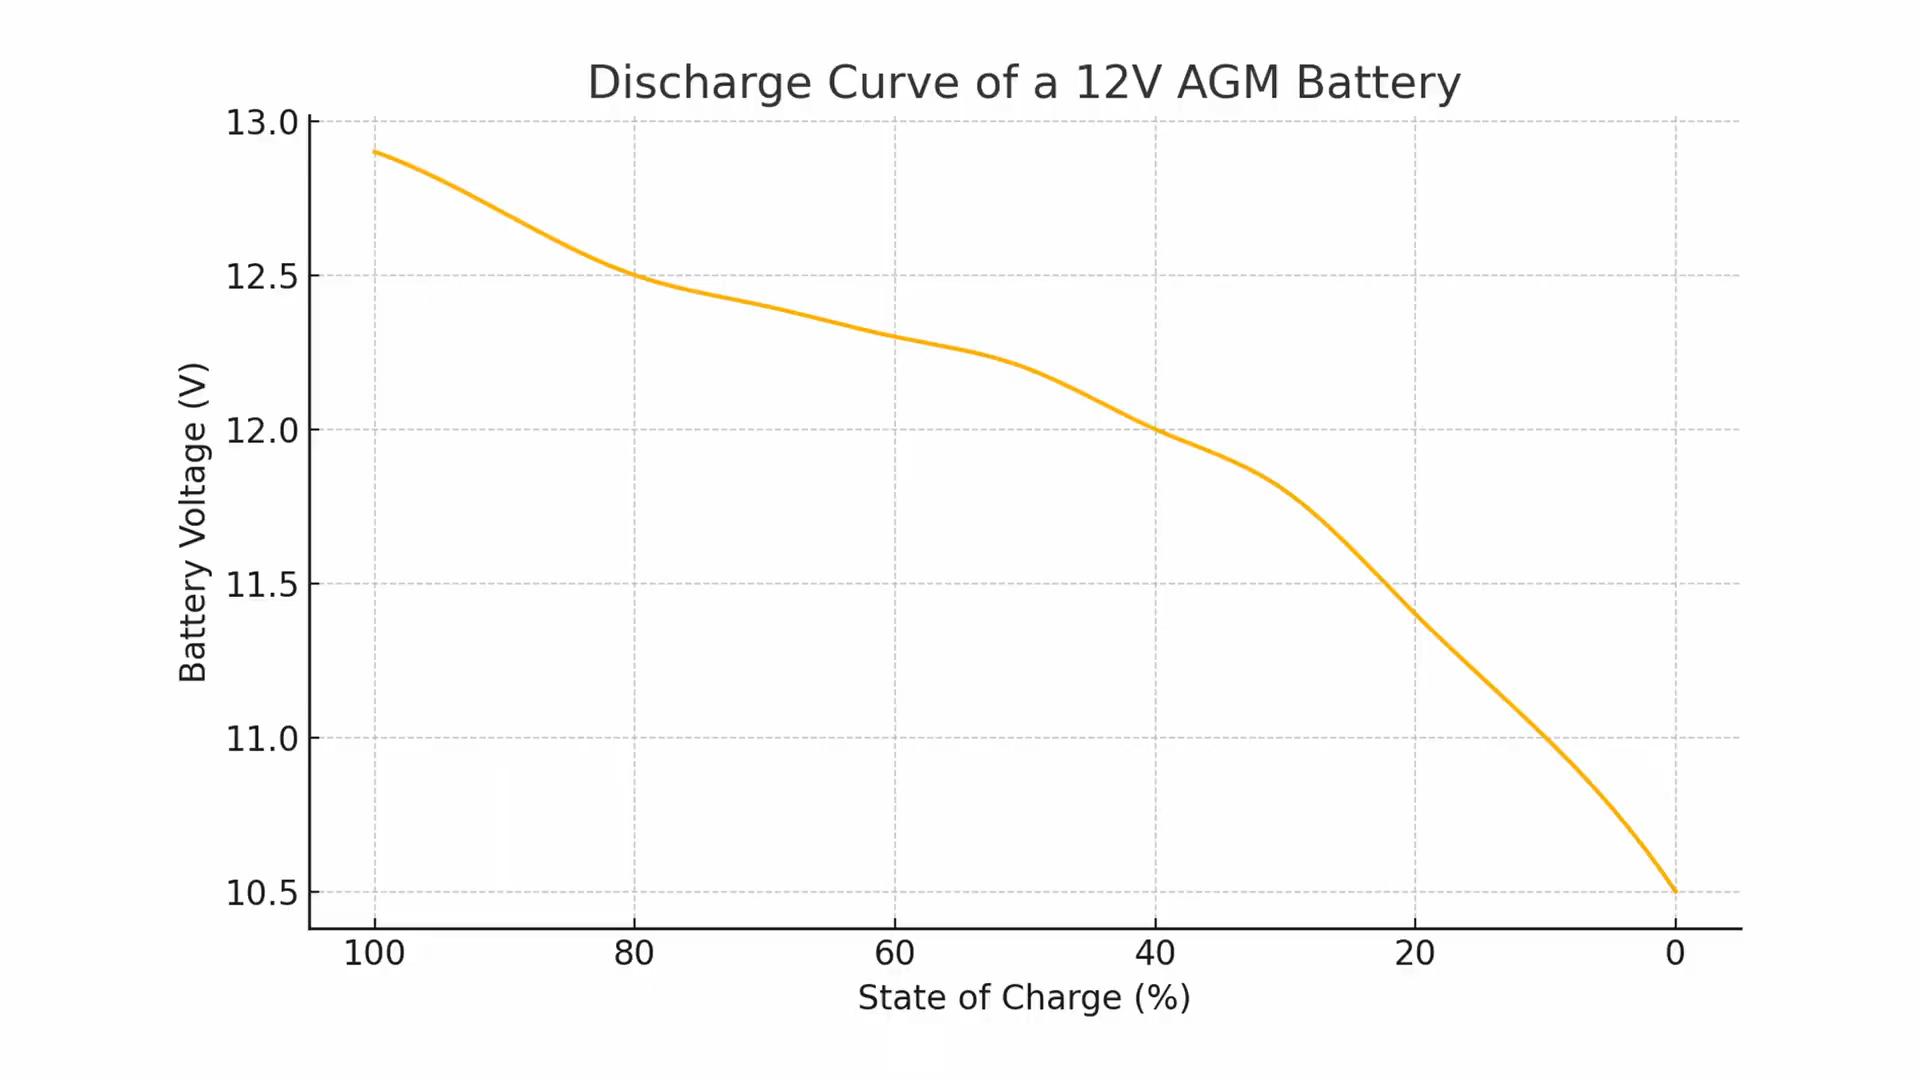 Discharge Curve of a 12V AGM Battery
Battery Voltage (V)
13.0
12.5
12.0
11.5
11.0
10.5
100 80 60 40 20 0
State of Charge (%)